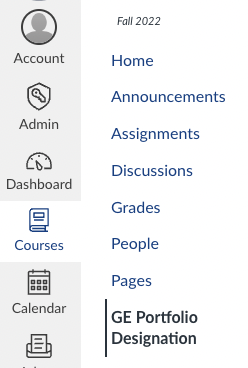 Fall 2022
Account
Admin
Dashboard
Courses
Calendar
Home
Announcements
Assignments
Discussions
Grades
People
Pages
GE Portfolio
Designation